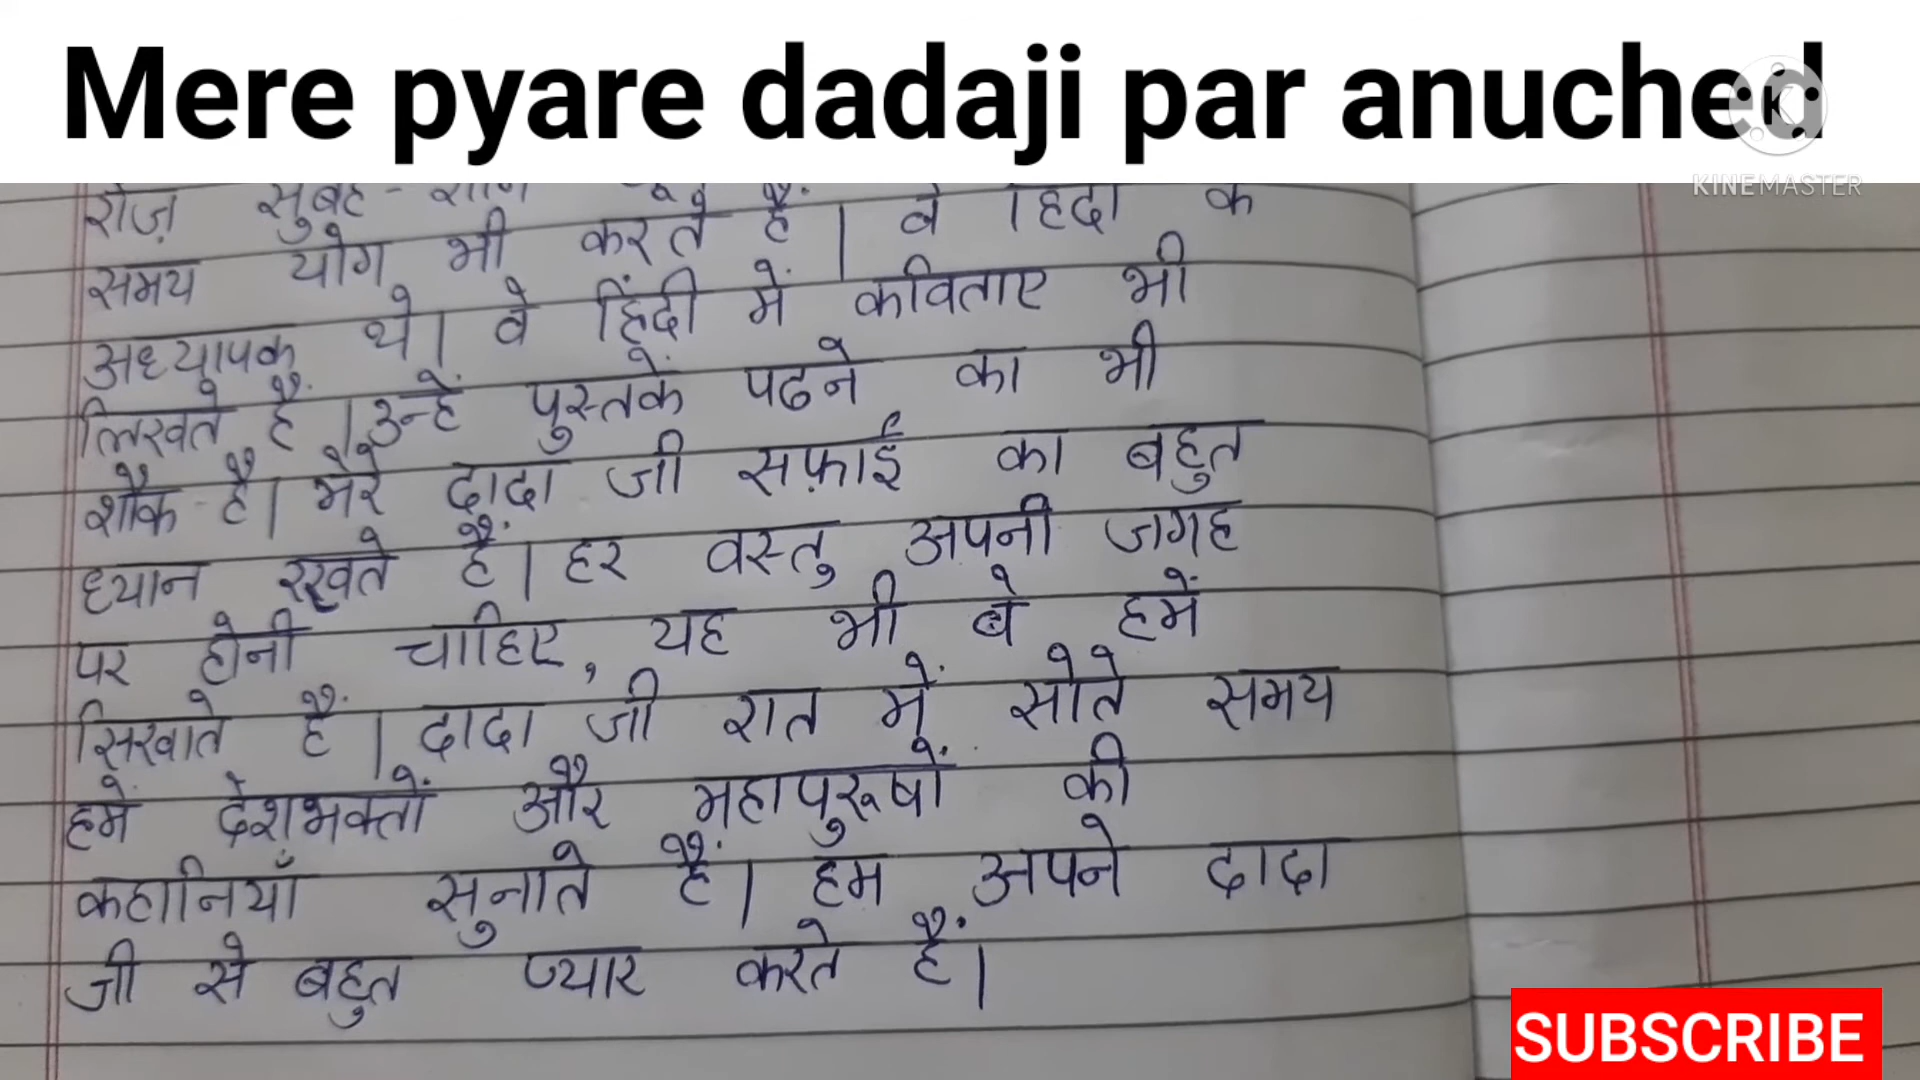 Mere pyare dadaji par anuched
KINEMASTER
रोज़ सुबह-शाम
समय योग भी करते हैं। वे हिंदी के
अध्यापक थे। वे हिंदी में कविताए भी
लिखते हैं। उन्हें पुस्तकें पढने का भी
शौक है। मेरे दादा जी सफ़ाई का बहुत
ध्यान रखते हैं। हर वस्तु अपनी जगह
पर होनी चाहिए, यह भी वे हमें
सिखाते हैं। दादा जी रात में सोते समय
हमें देशभक्तों और महापुरूषों की
कहानियाँ सुनाते हैं। हम अपने दादा
जी से बहुत प्यार करते हैं।
SUBSCRIBE